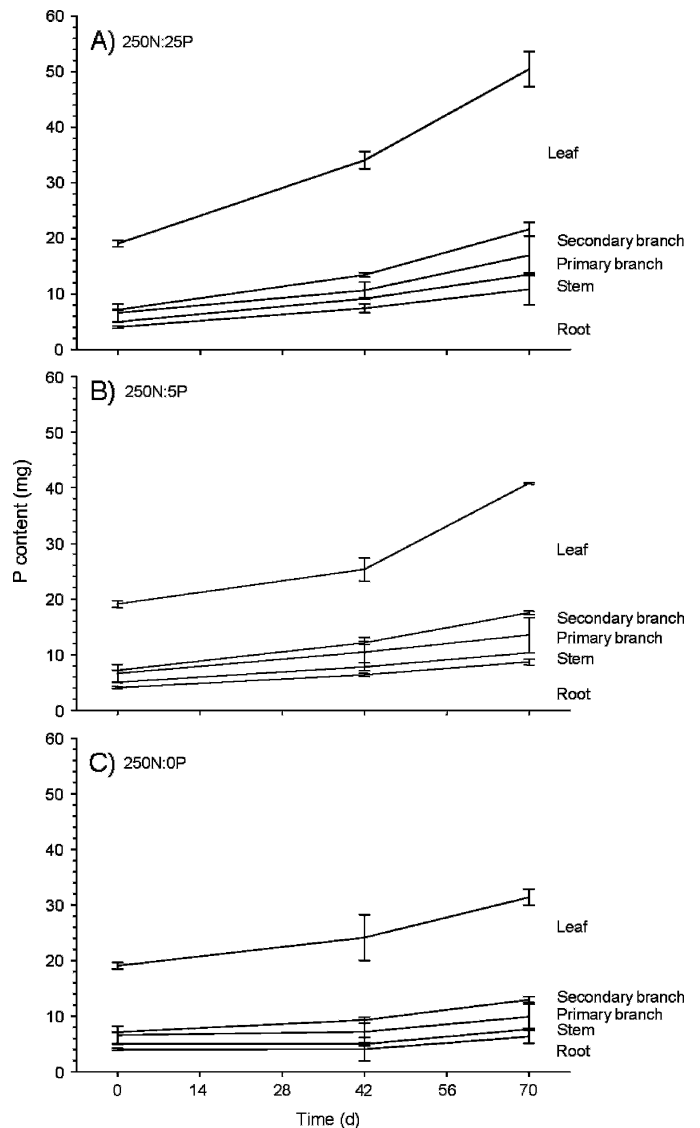 60
A) 250N:25P
50
40
Leaf
30
20
Secondary branch
Primary branch
10
Stem
Root
0
60
B) 250N:5P
50
40
30
Leaf
20
Secondary branch
10
Primary branch
Stem
Root
0
P content (mg)
60
C) 250N:0P
50
40
30
Leaf
20
Secondary branch
10
Primary branch
Stem
Root
0
0 14 28 42 56 70
Time (d)